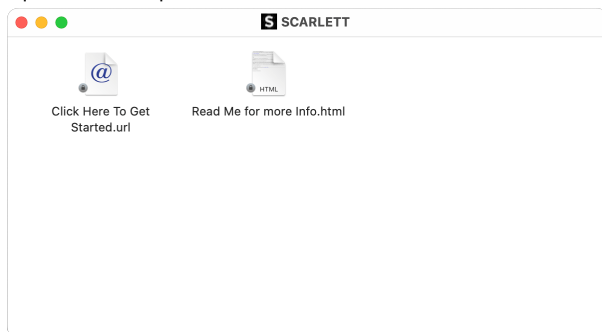 S SCARLETT
@
HTML
Click Here To Get
Started.url
Read Me for more Info.html